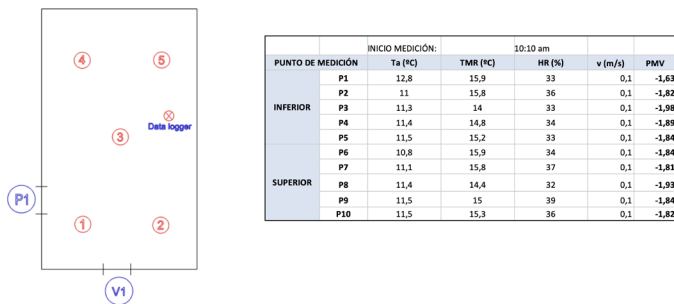 4
5
Data logger
3
P1
1
2
V1
INICIO MEDICIÓN: 10:10 am
PUNTO DE MEDICIÓN Ta (ºC) TMR (ºC) HR (%) v (m/s) PMV
INFERIOR
P1 12,8 15,9 33 0,1 -1,63
P2 11 15,8 36 0,1 -1,82
P3 11,3 14 33 0,1 -1,98
P4 11,4 14,8 34 0,1 -1,89
P5 11,5 15,2 33 0,1 -1,84
SUPERIOR
P6 10,8 15,9 34 0,1 -1,84
P7 11,1 15,8 37 0,1 -1,81
P8 11,4 14,4 32 0,1 -1,93
P9 11,5 15 39 0,1 -1,84
P10 11,5 15,3 36 0,1 -1,82